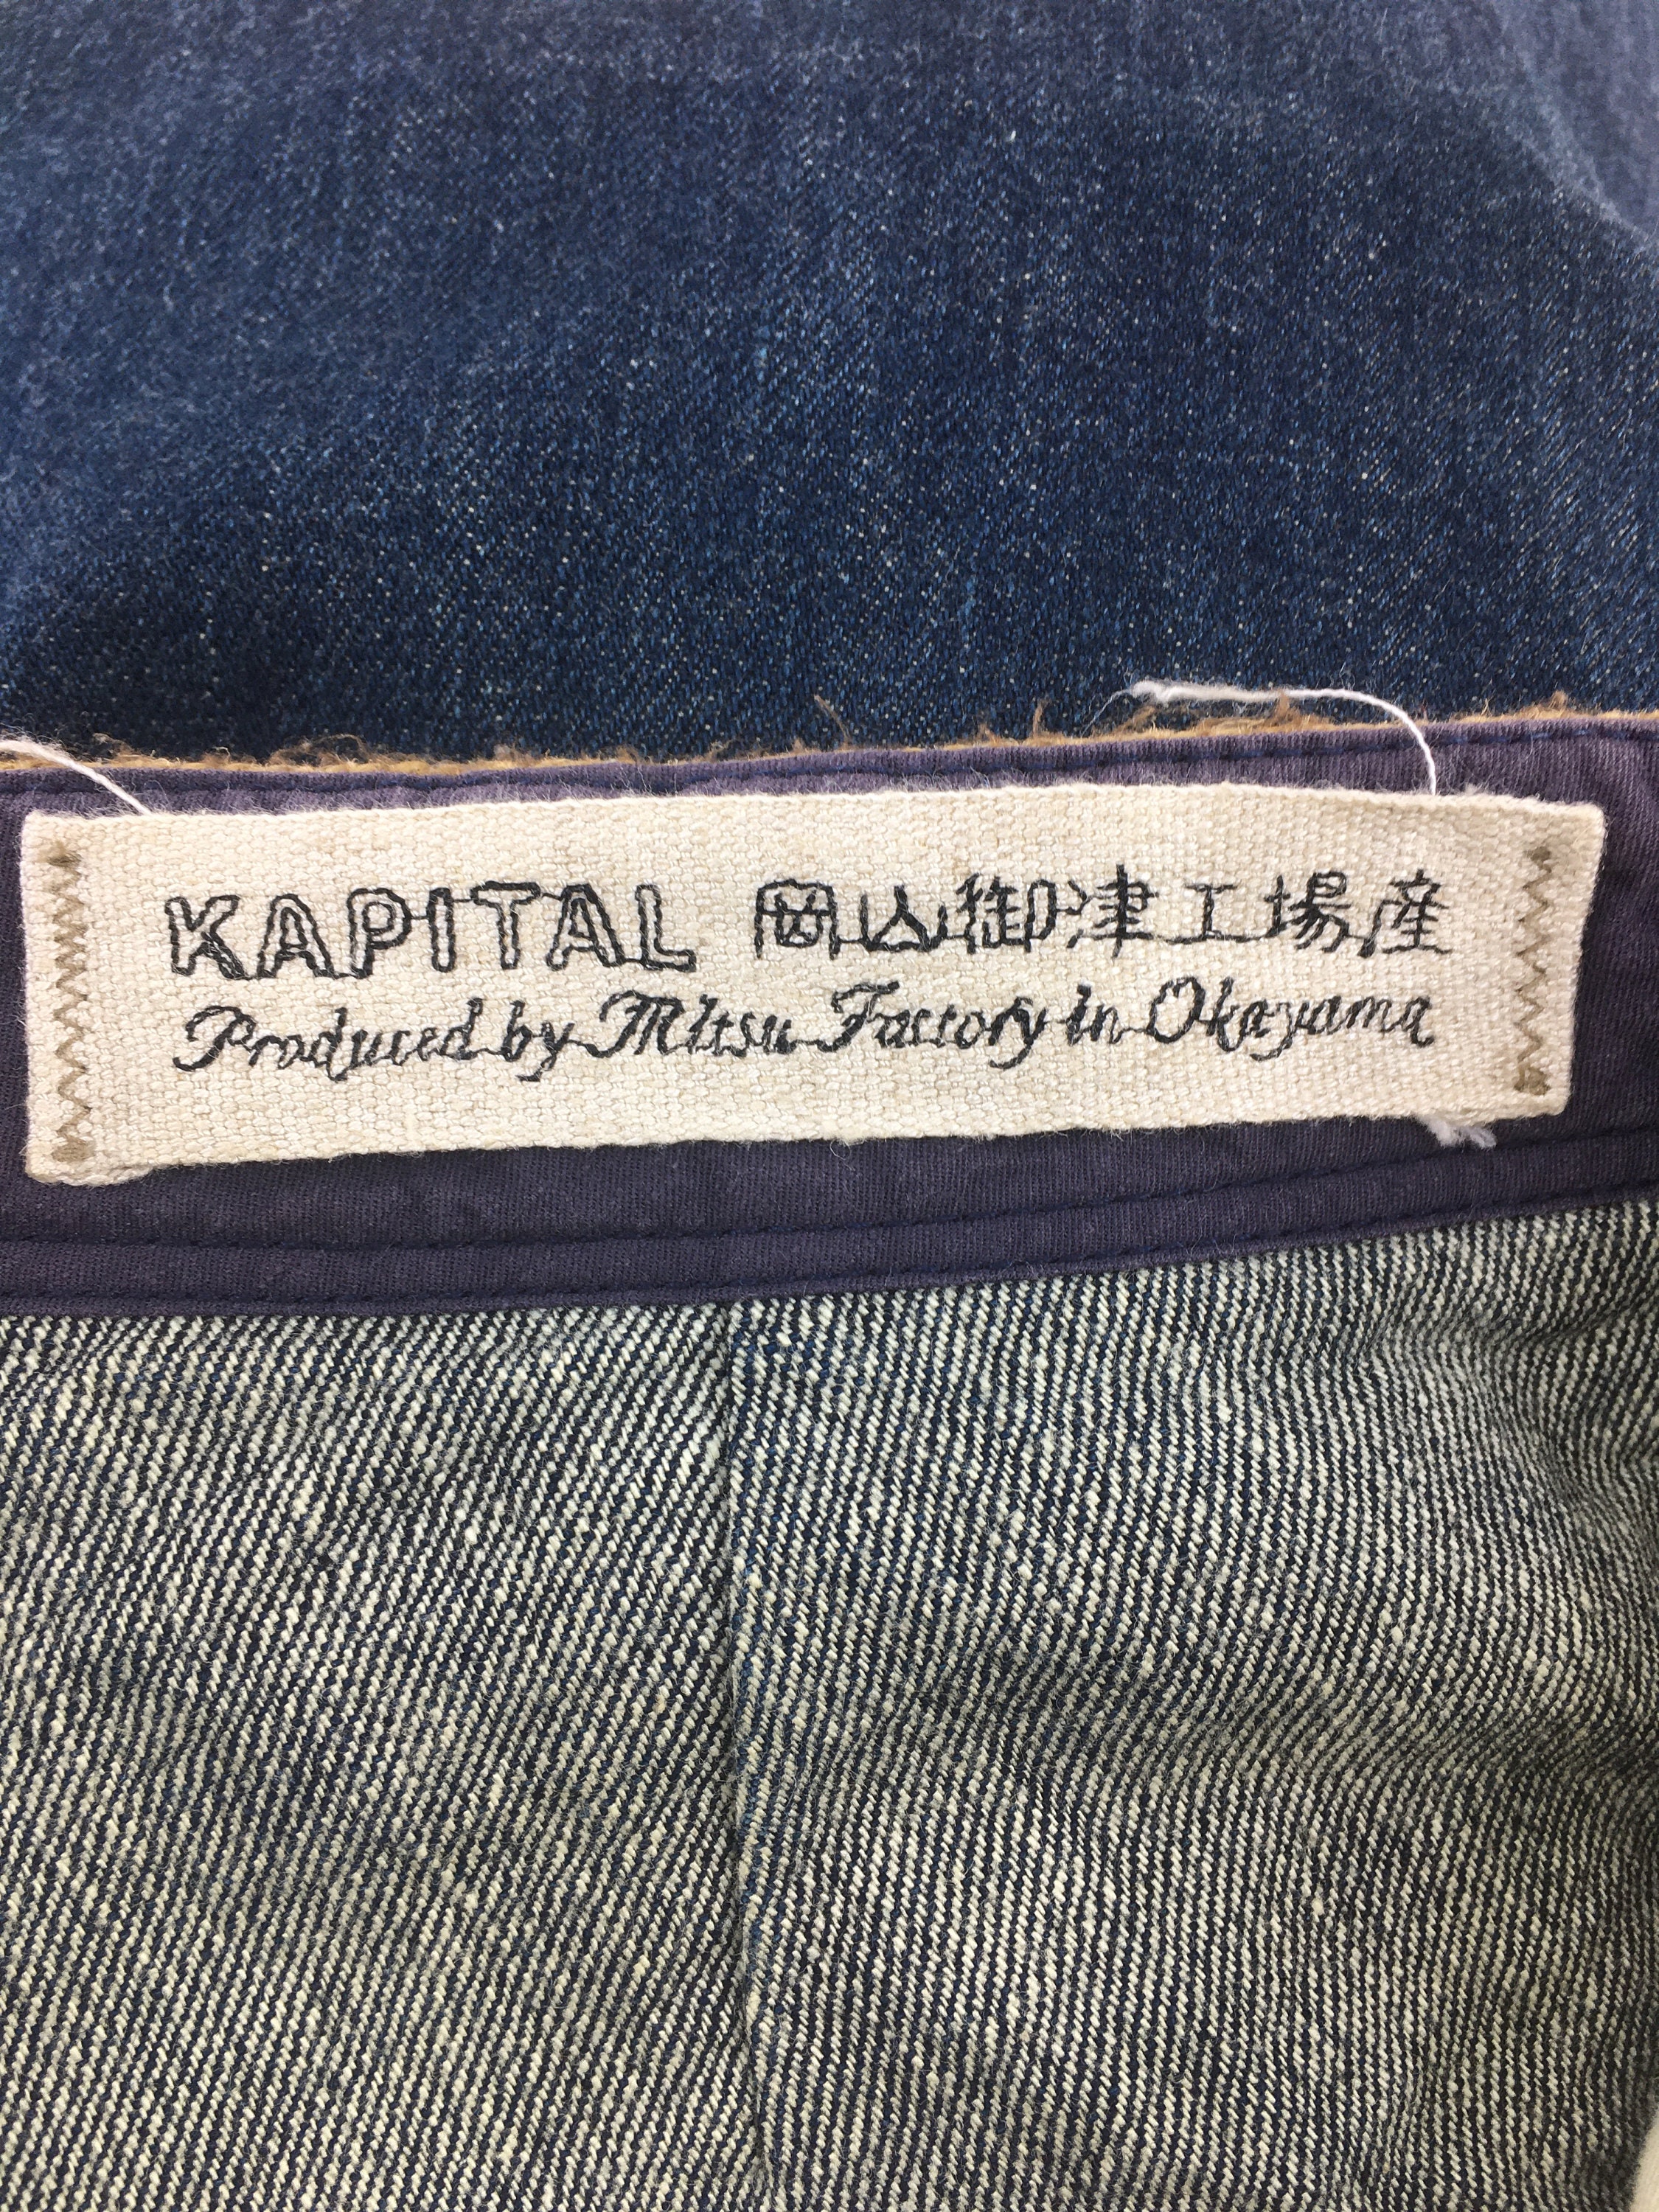 KAPITAL 岡山御津工場産
Produced by Mitsu Factory in Okayama